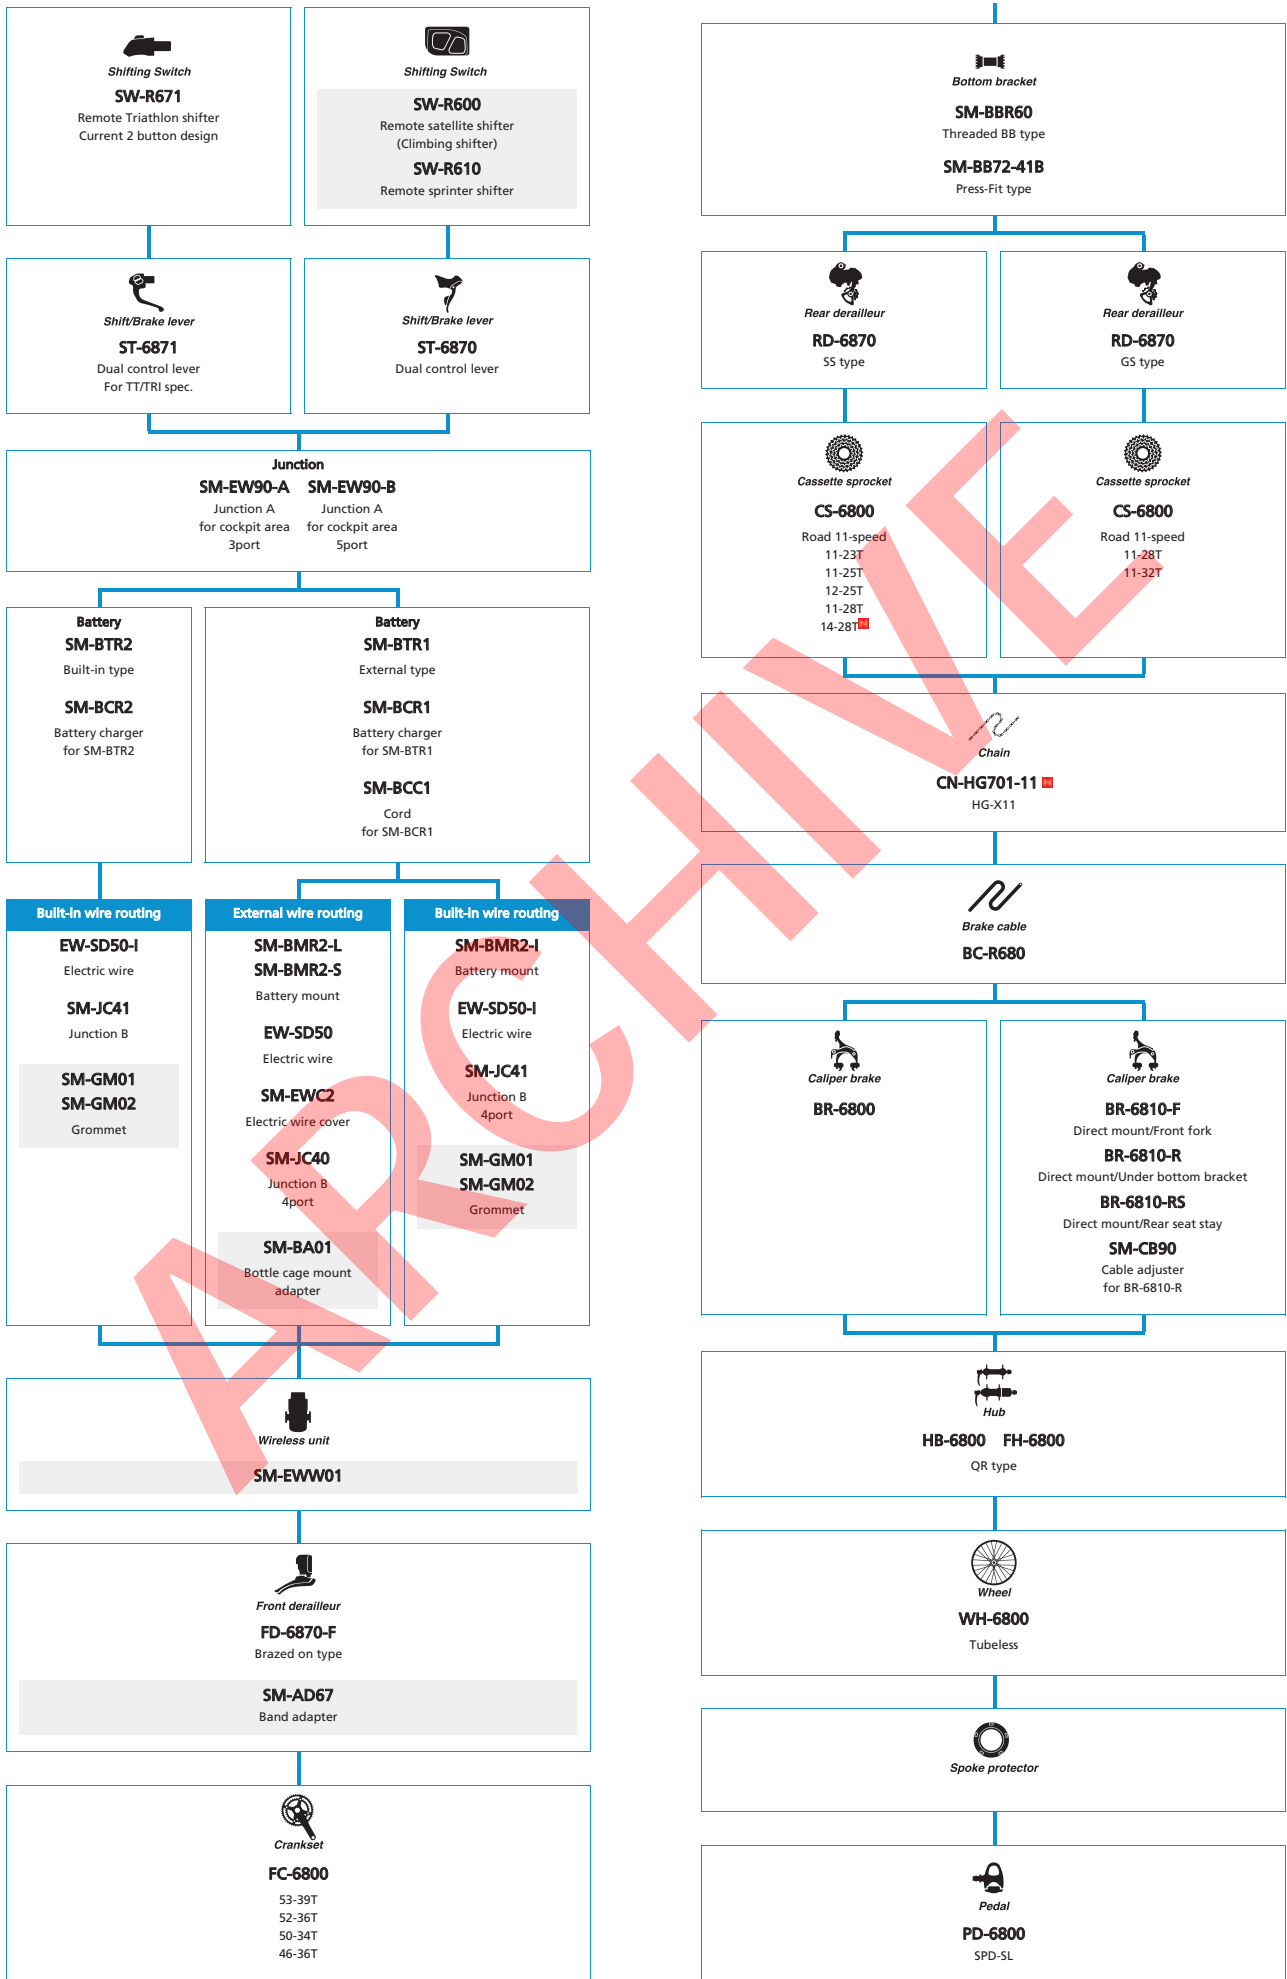 Shifting Switch
SW-R671
Remote Triathlon shifter
Current 2 button design
Shifting Switch
SW-R600
Remote satellite shifter
(Climbing shifter)
SW-R610
Remote sprinter shifter
Shift/Brake lever
ST-6871
Dual control lever
For TT/TRI spec.
Shift/Brake lever
ST-6870
Dual control lever
Junction
SM-EW90-A
Junction A
for cockpit area
3port
SM-EW90-B
Junction A
for cockpit area
5port
Battery
SM-BTR2
Built-in type
SM-BCR2
Battery charger
for SM-BTR2
Battery
SM-BTR1
External type
SM-BCR1
Battery charger
for SM-BTR1
SM-BCC1
Cord
for SM-BCR1
Built-in wire routing
EW-SD50-I
Electric wire
SM-JC41
Junction B
SM-GM01
SM-GM02
Grommet
External wire routing
SM-BMR2-L
SM-BMR2-S
Battery mount
EW-SD50
Electric wire
SM-EWC2
Electric wire cover
SM-JC40
Junction B
4port
SM-BA01
Bottle cage mount
adapter
Built-in wire routing
SM-BMR2-I
Battery mount
EW-SD50-I
Electric wire
SM-JC41
Junction B
4port
SM-GM01
SM-GM02
Grommet
Wireless unit
SM-EWW01
Front derailleur
FD-6870-F
Brazed on type
SM-AD67
Band adapter
Crankset
FC-6800
53-39T
52-36T
50-34T
46-36T
Bottom bracket
SM-BBR60
Threaded BB type
SM-BB72-41B
Press-Fit type
Rear derailleur
RD-6870
SS type
Rear derailleur
RD-6870
GS type
Cassette sprocket
CS-6800
Road 11-speed
11-23T
11-25T
12-25T
11-28T
14-28T
Cassette sprocket
CS-6800
Road 11-speed
11-28T
11-32T
Chain
CN-HG701-11
HG-X11
Brake cable
BC-R680
Caliper brake
BR-6800
Caliper brake
BR-6810-F
Direct mount/Front fork
BR-6810-R
Direct mount/Under bottom bracket
BR-6810-RS
Direct mount/Rear seat stay
SM-CB90
Cable adjuster
for BR-6810-R
Hub
HB-6800 FH-6800
QR type
Wheel
WH-6800
Tubeless
Spoke protector
Pedal
PD-6800
SPD-SL
ARCHIVE